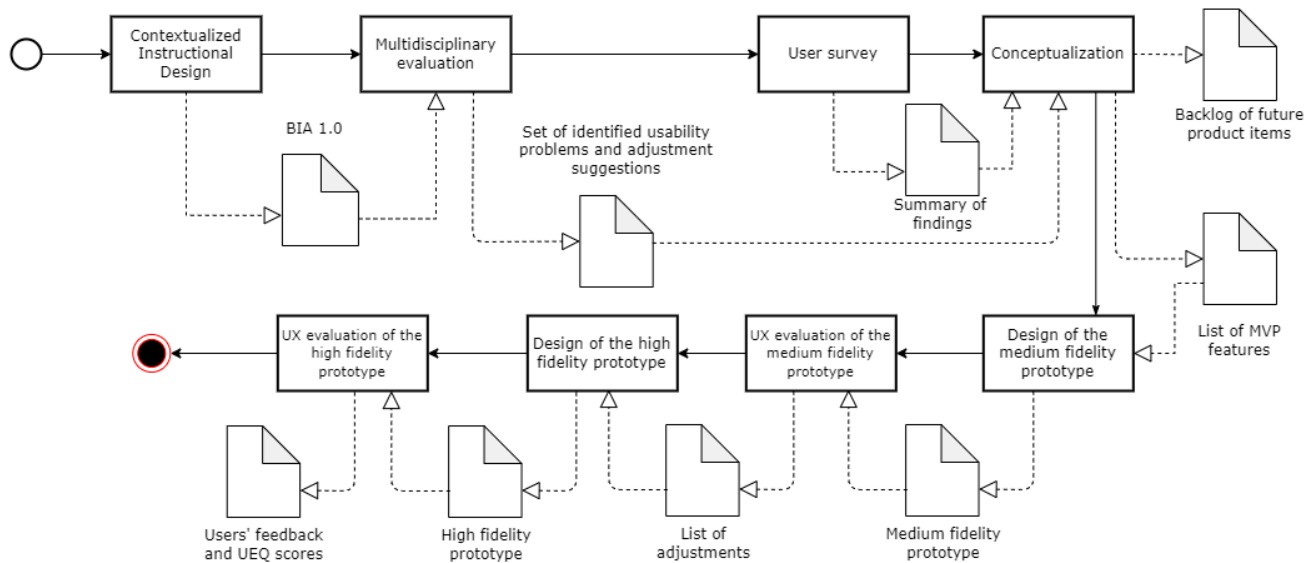 Contextualized
Instructional
Design
Multidisciplinary
evaluation
User survey
Conceptualization
BIA 1.0
Set of identified usability
problems and adjustment
suggestions
Summary of
findings
Backlog of future
product items
List of MVP
features
UX evaluation of the
high fidelity
prototype
Design of the high
fidelity prototype
UX evaluation of the
medium fidelity
prototype
Design of the
medium fidelity
prototype
Users' feedback
and UEQ scores
High fidelity
prototype
List of
adjustments
Medium fidelity
prototype